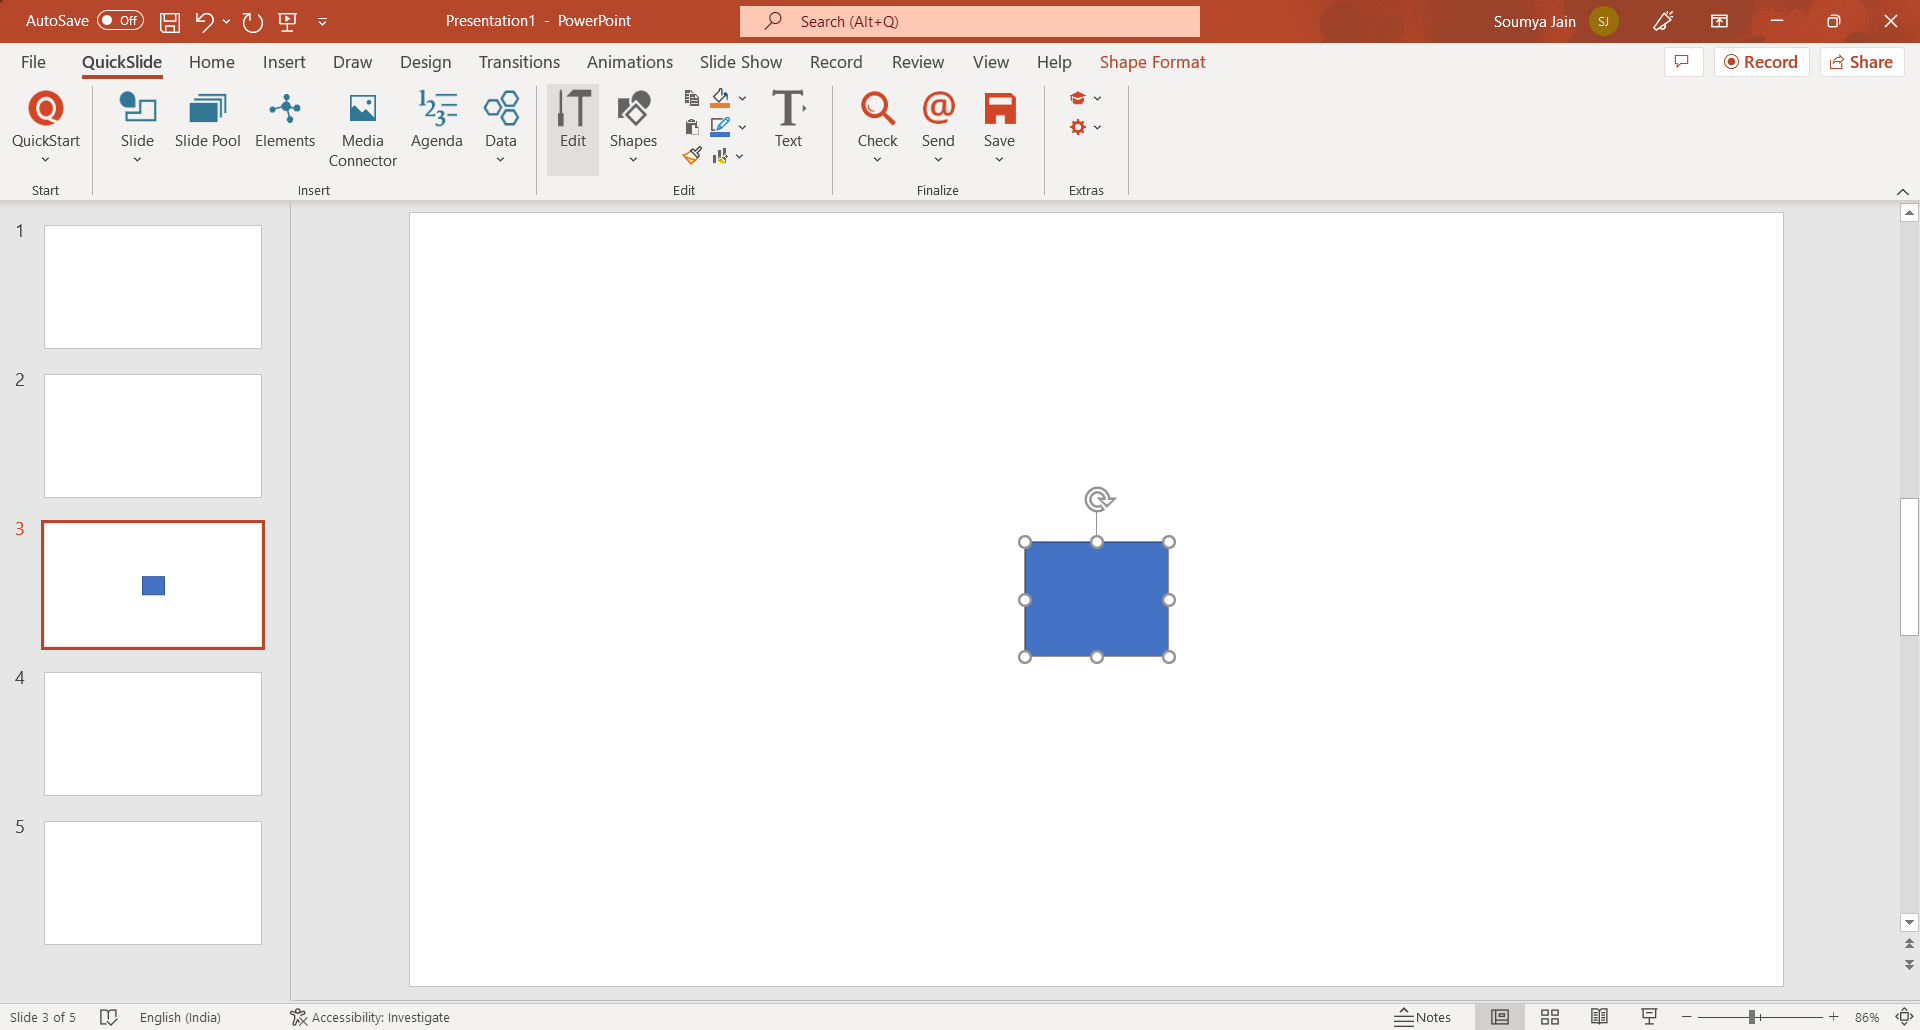 AutoSave Off Presentation1 - PowerPoint Search (Alt+Q) Soumya Jain SJ
File QuickSlide Home Insert Draw Design Transitions Animations Slide Show Record Review View Help Shape Format Record Share
QuickStart Slide Slide Pool Elements Media Connector Agenda Data Edit Shapes Text Check Send Save
Start Insert Edit Finalize Extras
1
2
3
4
5
Slide 3 of 5 English (India) Accessibility: Investigate Notes 86%